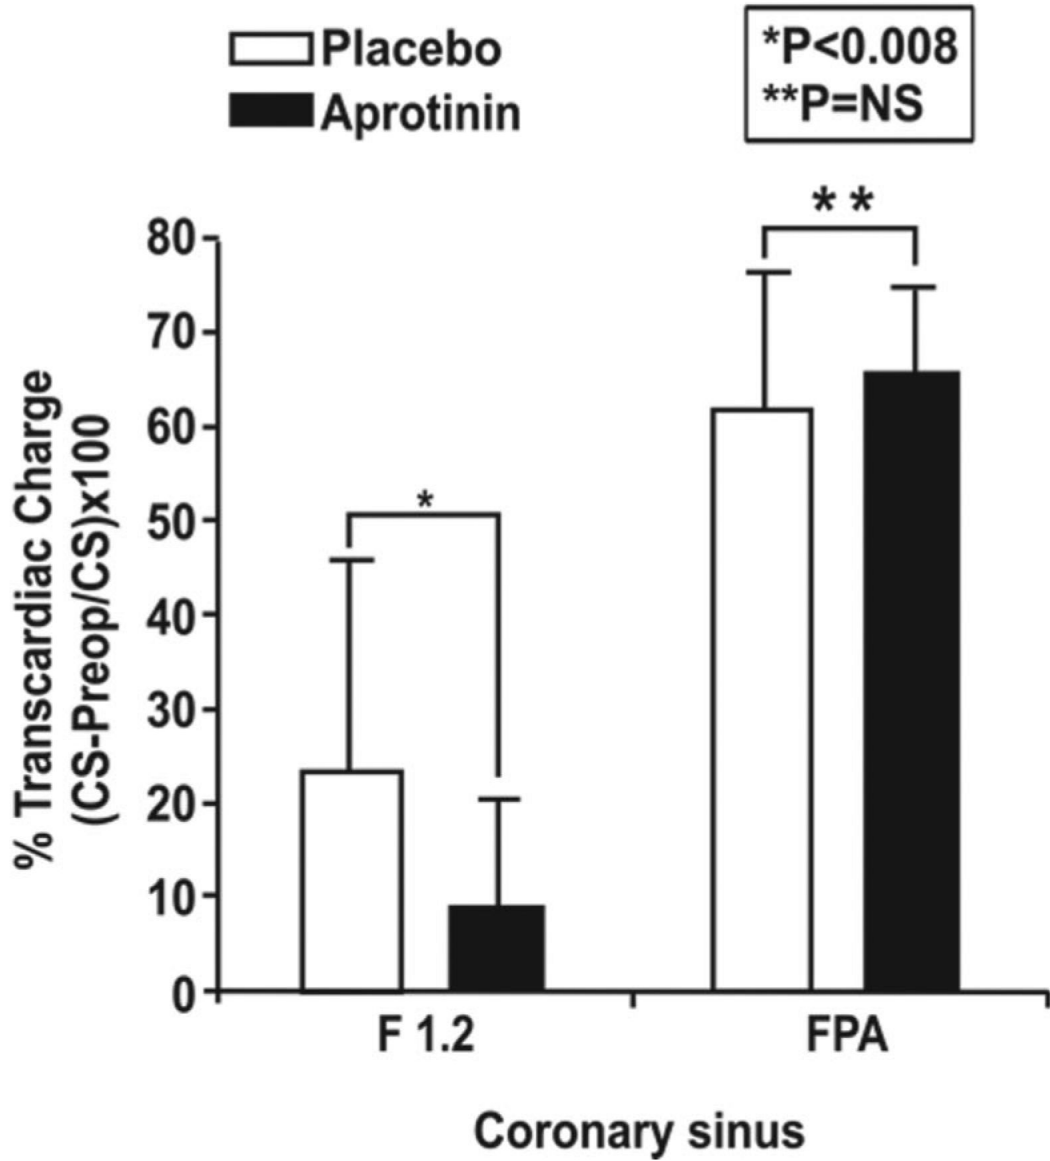 Placebo
Aprotinin
*P<0.008
**P=NS
**
*
80
70
60
50
40
30
20
10
0
% Transcardiac Charge
(CS-Preop/CS)x100
F 1.2
FPA
Coronary sinus